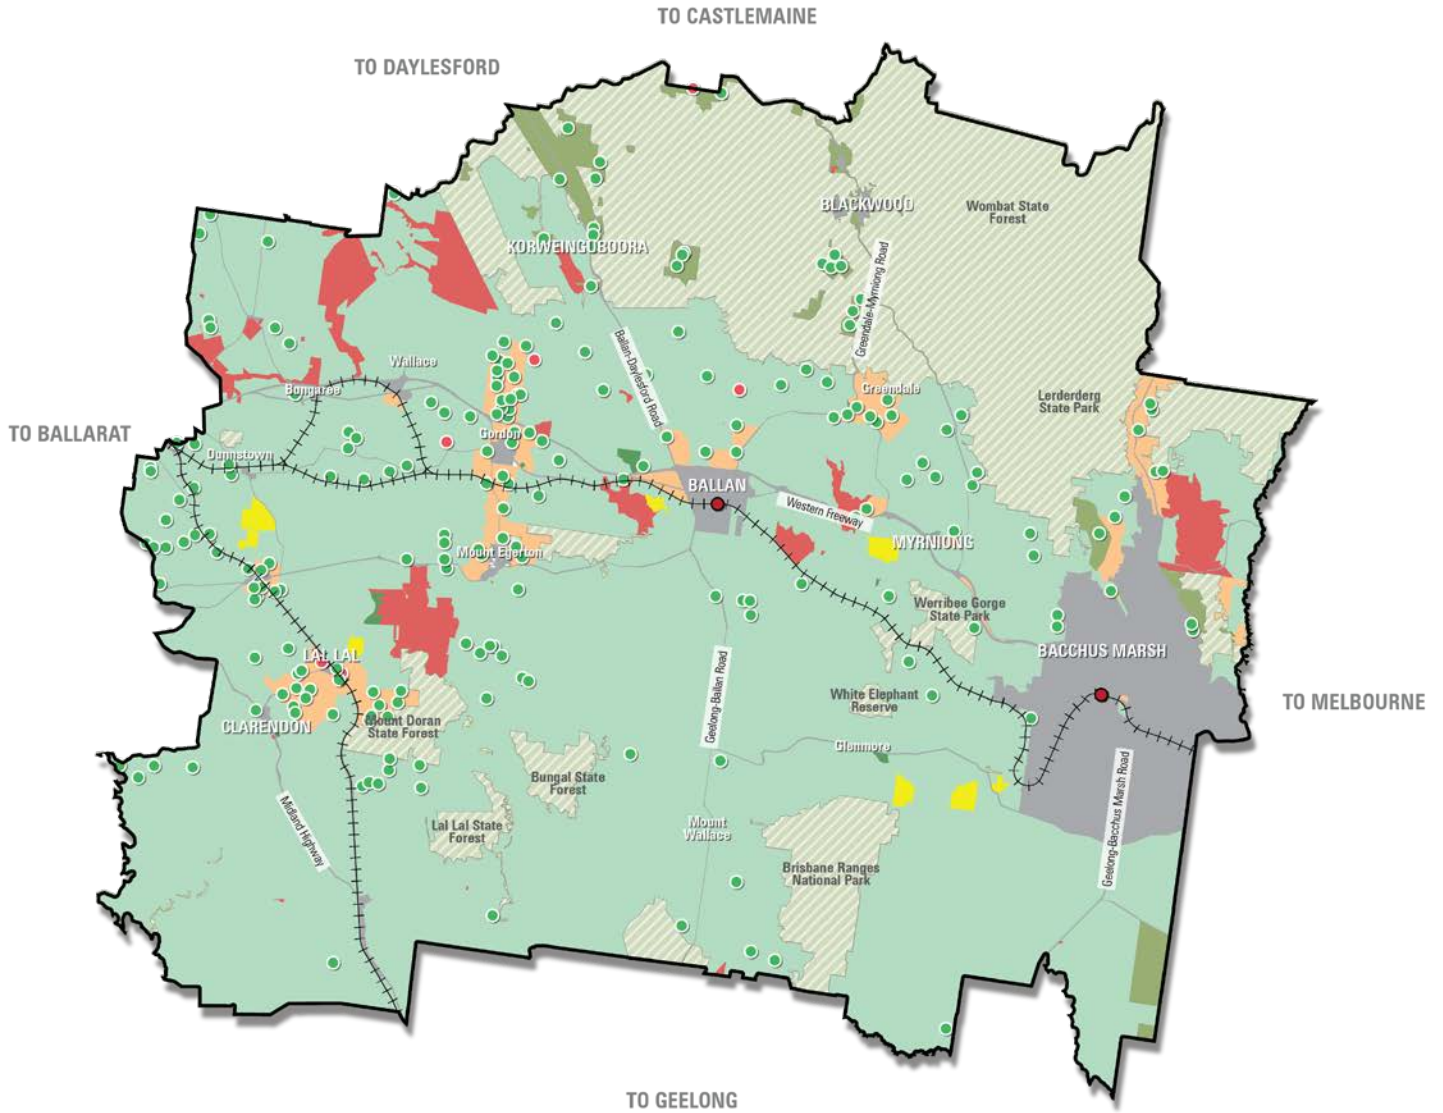 TO CASTLEMAINE
TO DAYLESFORD
BLACKWOOD
Wombat State
Forest
KORWEINGUBOORA
Greendale-Myrniong Road
Ballan-Daylesford Road
Wallace
Bungaree
Greendale
Lerderderg
State Park
TO BALLARAT
Gordon
Dunnstown
BALLAN
Western Freeway
MYRNIONG
Mount Egerton
Werribee Gorge
State Park
LAL LAL
BACCHUS MARSH
Geelong-Ballan Road
White Elephant
Reserve
TO MELBOURNE
CLARENDON
Mount Doran
State Forest
Glenmore
Bungal State
Forest
Geelong-Bacchus Marsh Road
Midland Highway
Lal Lal State
Forest
Mount
Wallace
Brisbane Ranges
National Park
TO GEELONG